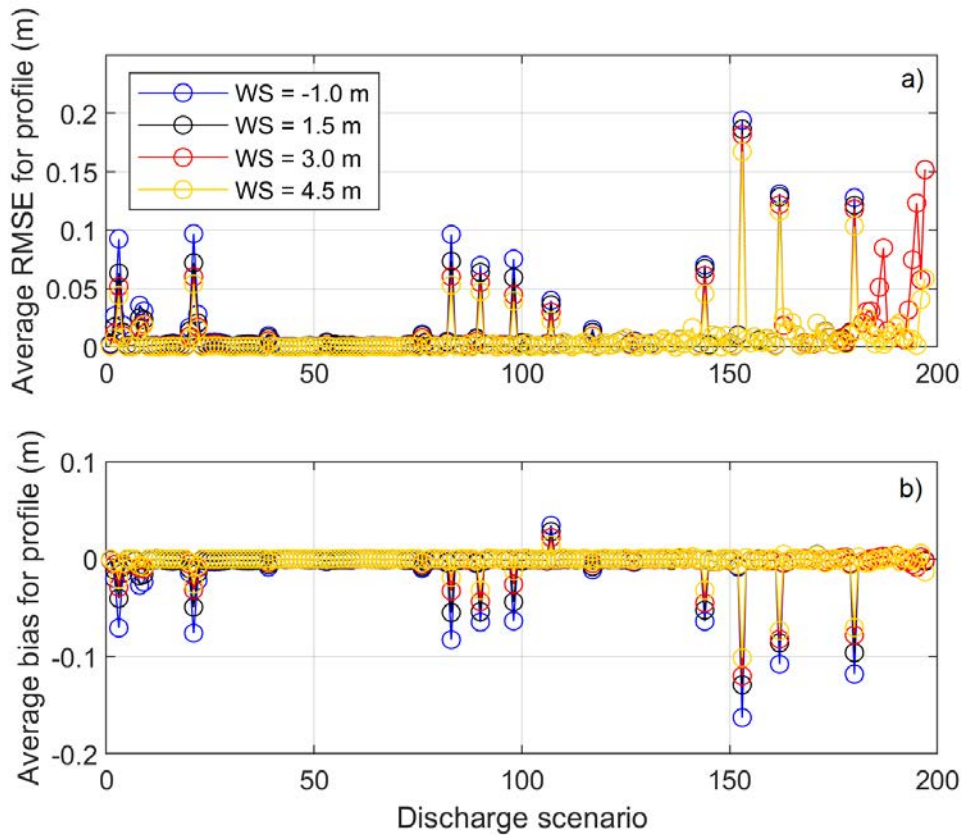 Average RMSE for profile (m)
a)
WS = -1.0 m
WS = 1.5 m
WS = 3.0 m
WS = 4.5 m
0.2
0.15
0.1
0.05
0
0 50 100 150 200
Average bias for profile (m)
b)
0.1
0
-0.1
-0.2
0 50 100 150 200
Discharge scenario